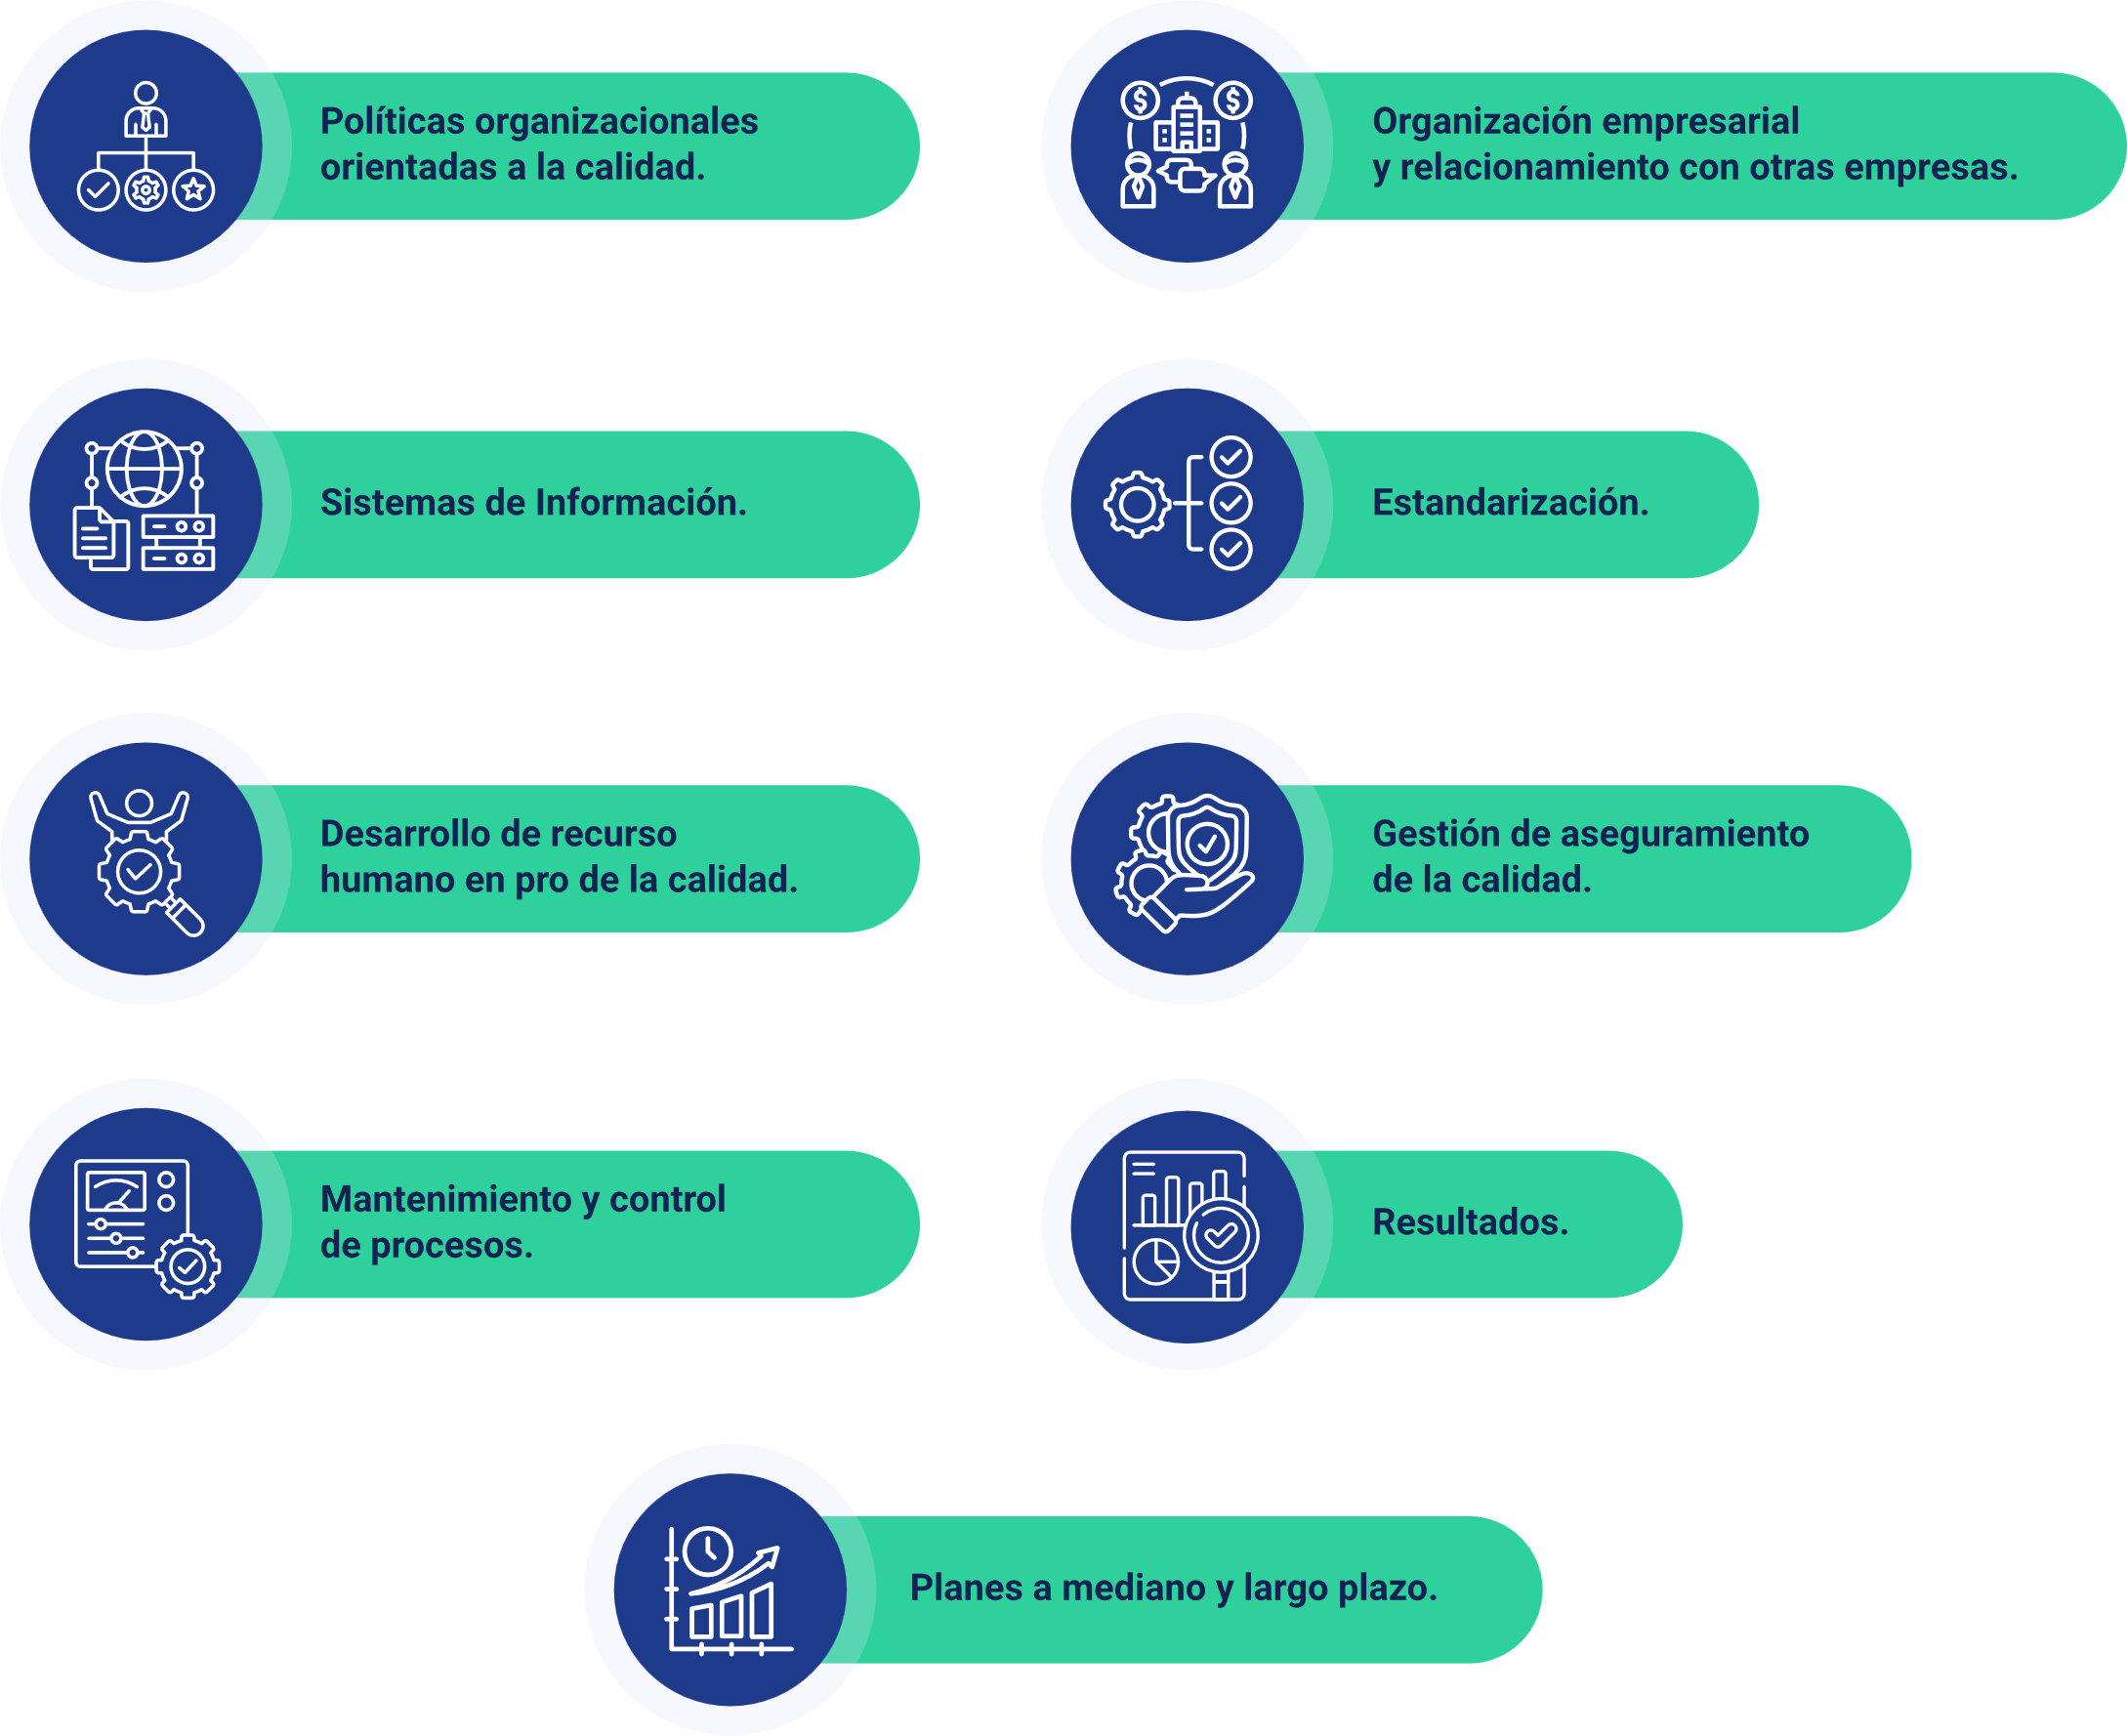 Políticas organizacionales
orientadas a la calidad.
Organización empresarial
y relacionamiento con otras empresas.
Sistemas de Información.
Estandarización.
Desarrollo de recurso
humano en pro de la calidad.
Gestión de aseguramiento
de la calidad.
Mantenimiento y control
de procesos.
Resultados.
Planes a mediano y largo plazo.